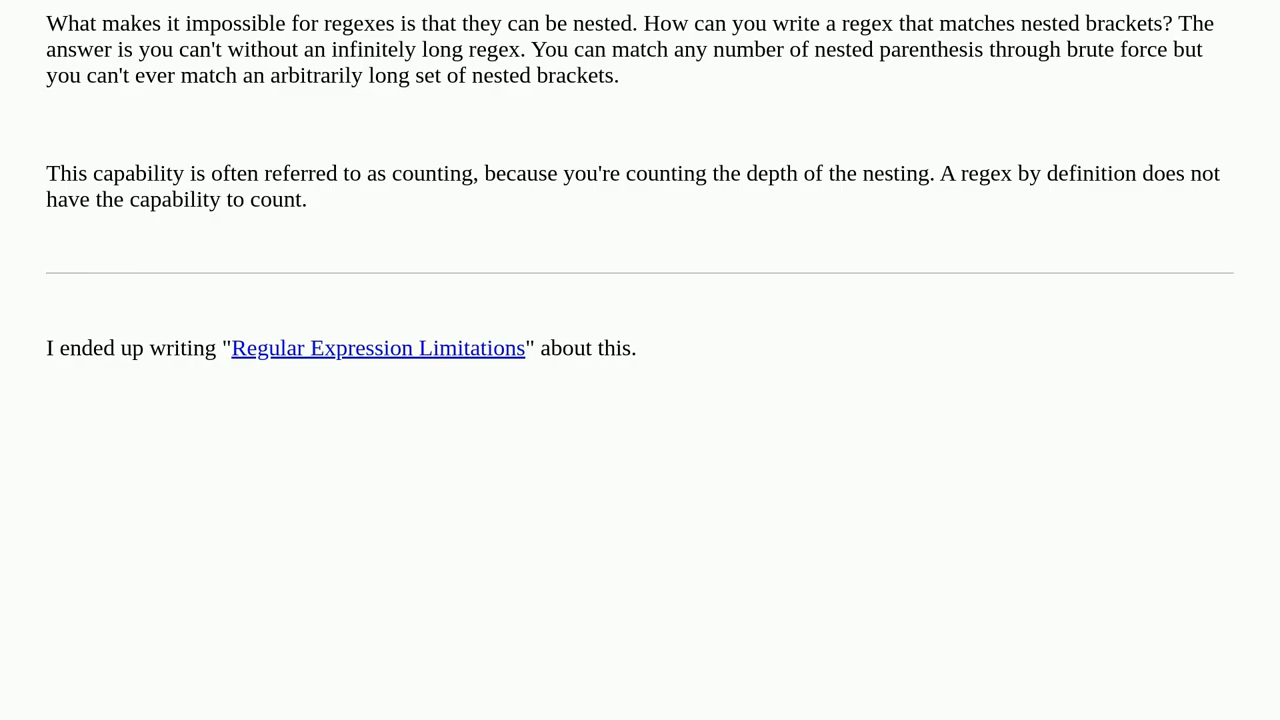 What makes it impossible for regexes is that they can be nested. How can you write a regex that matches nested brackets? The
answer is you can't without an infinitely long regex. You can match any number of nested parenthesis through brute force but
you can't ever match an arbitrarily long set of nested brackets.
This capability is often referred to as counting, because you're counting the depth of the nesting. A regex by definition does not
have the capability to count.
I ended up writing "Regular Expression Limitations" about this.